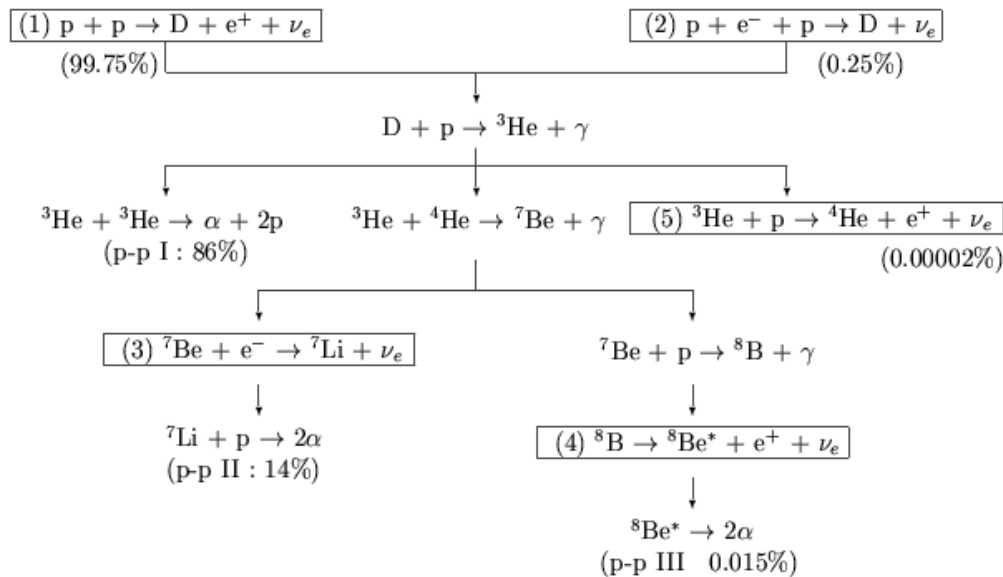 (1) p + p → D + e⁺ + νₑ (2) p + e⁻ + p → D + νₑ
(99.75%) (0.25%)
D + p → ³He + γ
³He + ³He → α + 2p ³He + ⁴He → ⁷Be + γ (5) ³He + p → ⁴He + e⁺ + νₑ
(p-p I : 86%) (0.00002%)
(3) ⁷Be + e⁻ → ⁷Li + νₑ ⁷Be + p → ⁸B + γ
⁷Li + p → 2α (4) ⁸B → ⁸Be* + e⁺ + νₑ
(p-p II : 14%)
⁸Be* → 2α
(p-p III 0.015%)